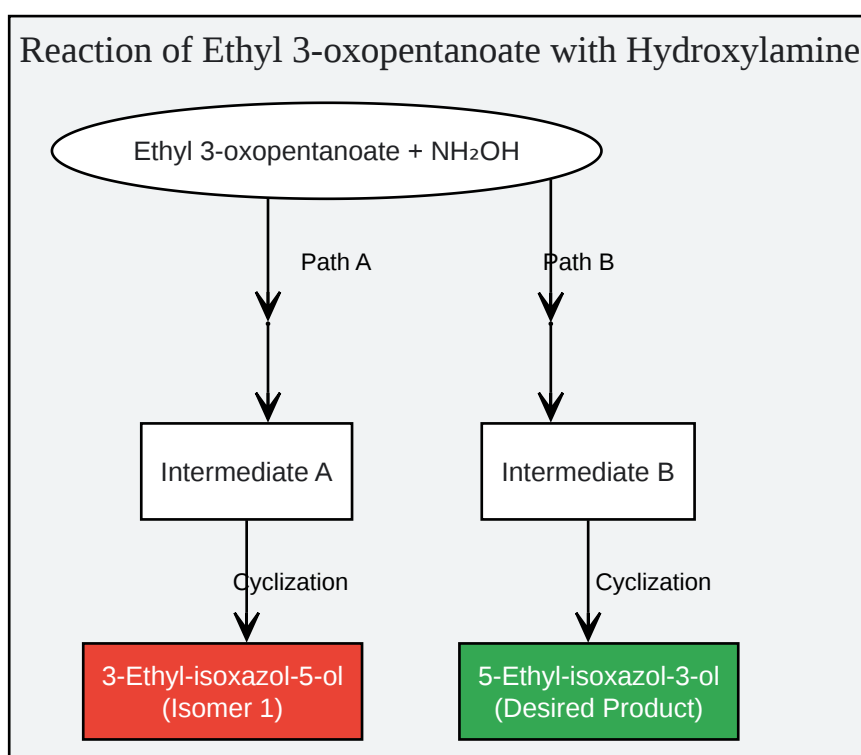 Reaction of Ethyl 3-oxopentanoate with Hydroxylamine
Ethyl 3-oxopentanoate + NH₂OH
Path A
Path B
Intermediate A
Intermediate B
Cyclization
Cyclization
3-Ethyl-isoxazol-5-ol
(Isomer 1)
5-Ethyl-isoxazol-3-ol
(Desired Product)